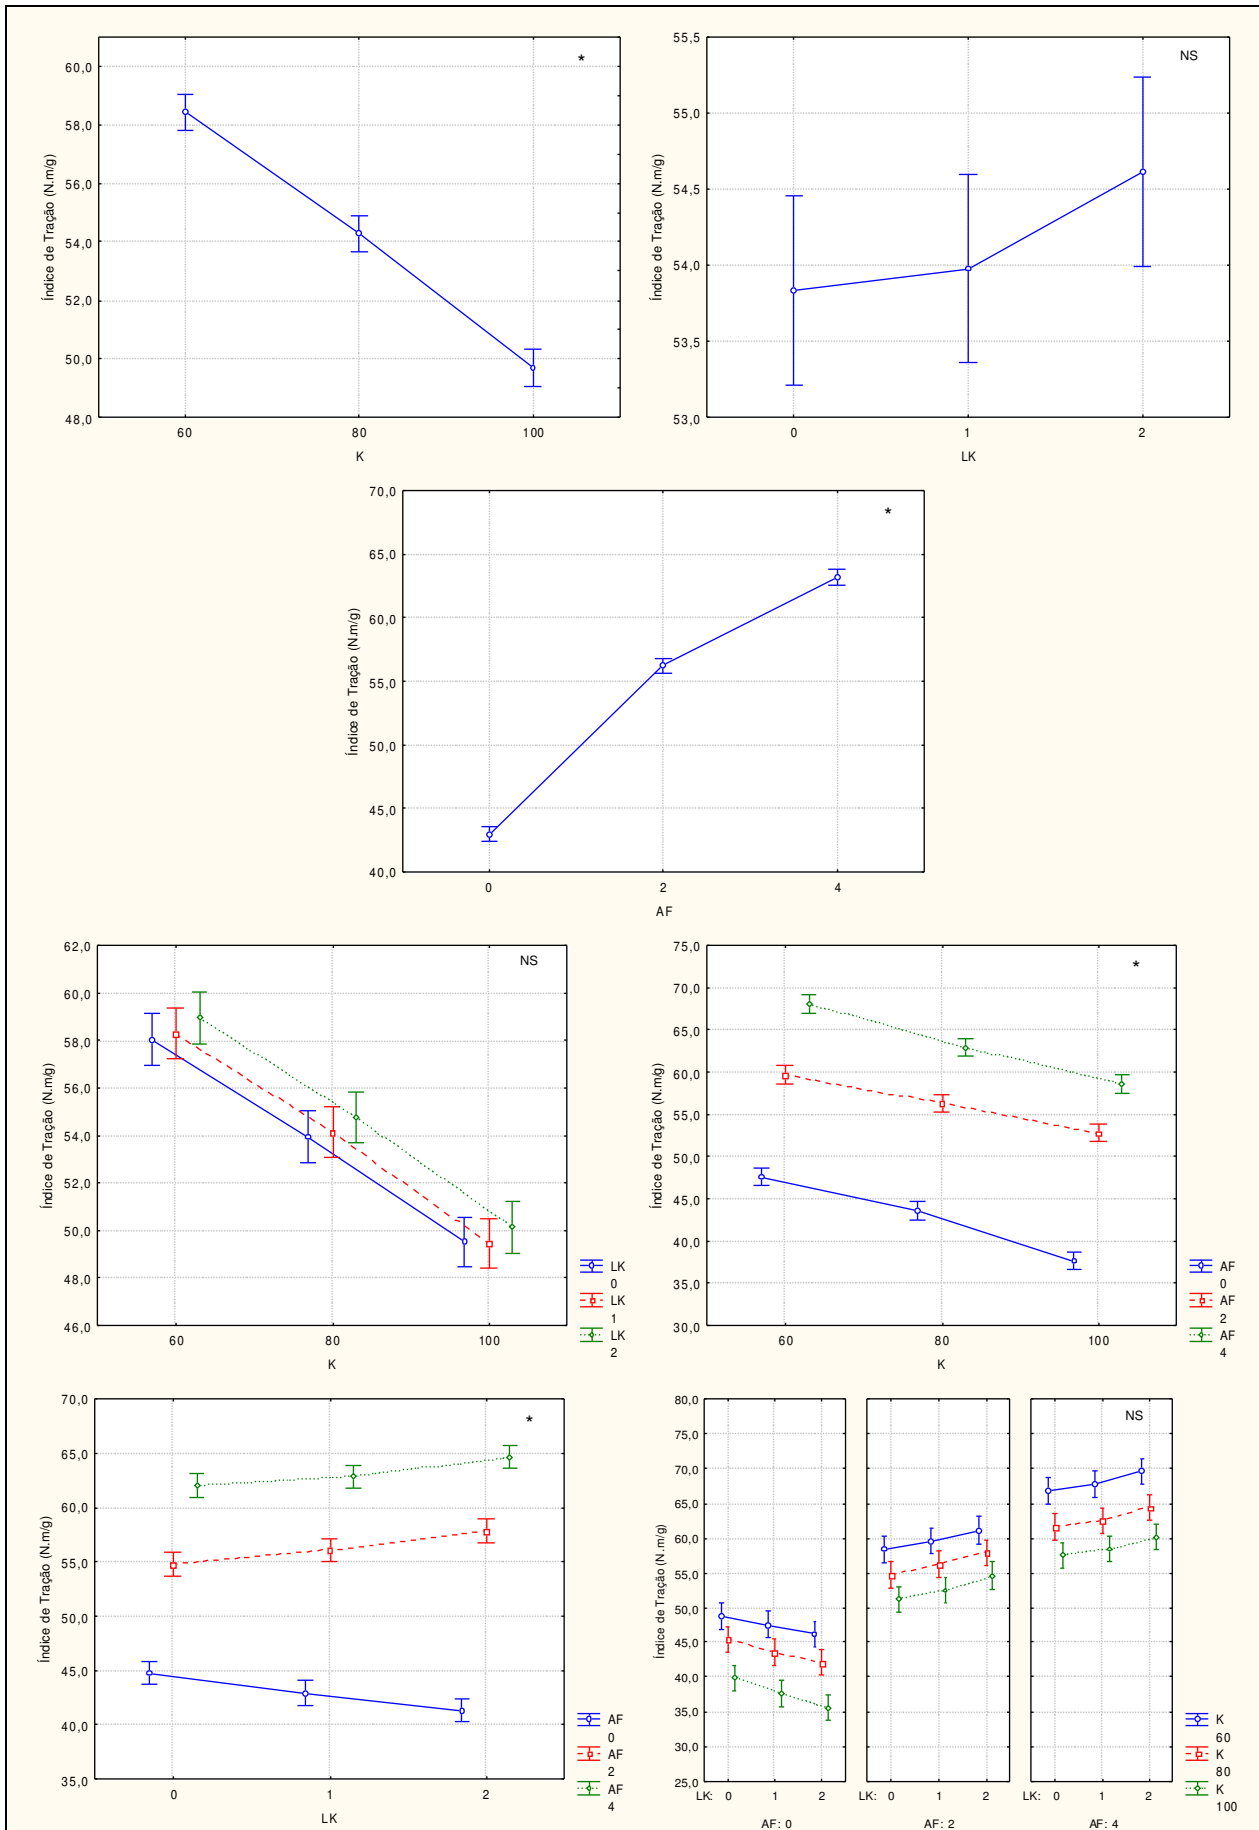 60,0
58,0
56,0
54,0
52,0
50,0
48,0
Índice de Tração (N.m/g)
*
60 80 100
K
55,5
55,0
54,5
54,0
53,5
53,0
Índice de Tração (N.m/g)
NS
0 1 2
LK
70,0
65,0
60,0
55,0
50,0
45,0
40,0
Índice de Tração (N.m/g)
*
0 2 4
AF
62,0
60,0
58,0
56,0
54,0
52,0
50,0
48,0
46,0
Índice de Tração (N.m/g)
NS
60 80 100
K
LK
0
LK
1
LK
2
75,0
70,0
65,0
60,0
55,0
50,0
45,0
40,0
35,0
30,0
Índice de Tração (N.m/g)
*
60 80 100
K
AF
0
AF
2
AF
4
70,0
65,0
60,0
55,0
50,0
45,0
40,0
35,0
Índice de Tração (N.m/g)
*
0 1 2
LK
AF
0
AF
2
AF
4
80,0
75,0
70,0
65,0
60,0
55,0
50,0
45,0
40,0
35,0
30,0
25,0
Índice de Tração (N.m/g)
NS
LK: 0 1 2
AF: 0
LK: 0 1 2
AF: 2
LK: 0 1 2
AF: 4
K
60
K
80
K
100